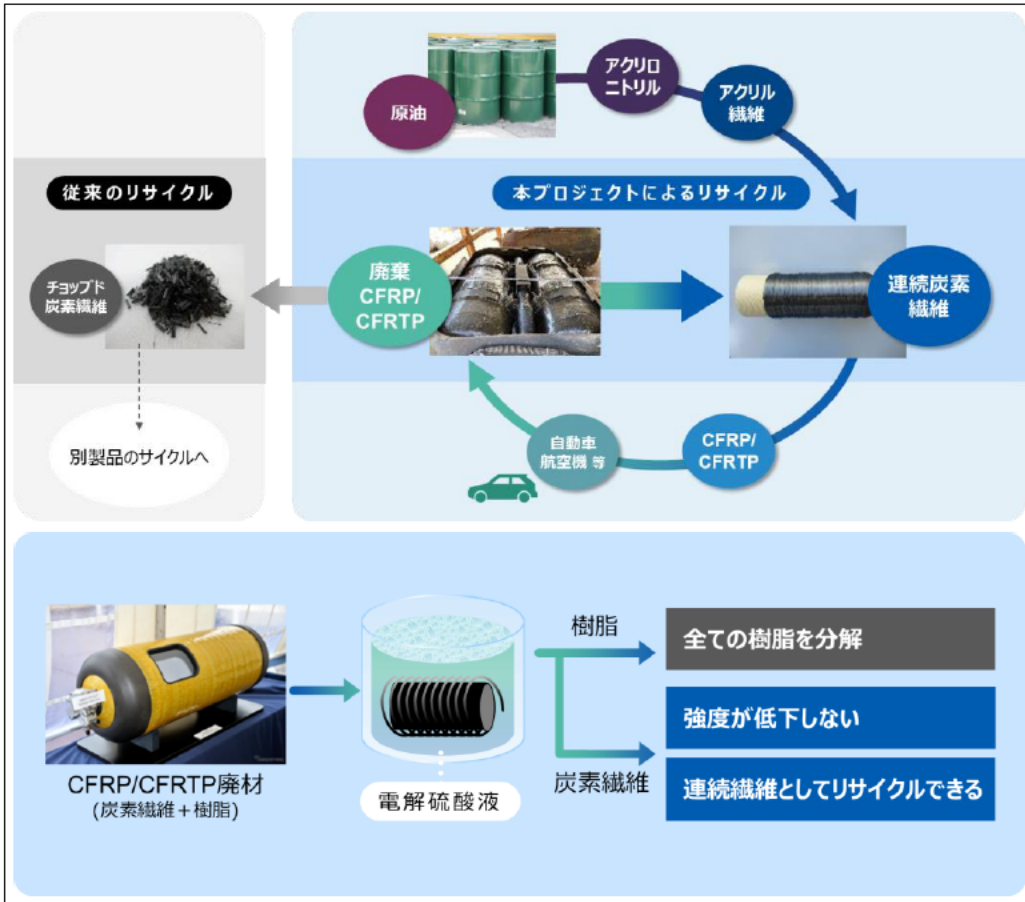 原油
アクリロ
ニトリル
アクリル
繊維
従来のリサイクル
本プロジェクトによるリサイクル
チョップド
炭素繊維
廃棄
CFRP/
CFRTP
連続炭素
繊維
別製品のサイクルへ
自動車
航空機 等
CFRP/
CFRTP
CFRP/CFRTP廃材
(炭素繊維＋樹脂)
電解硫酸液
樹脂
炭素繊維
全ての樹脂を分解
強度が低下しない
連続繊維としてリサイクルできる